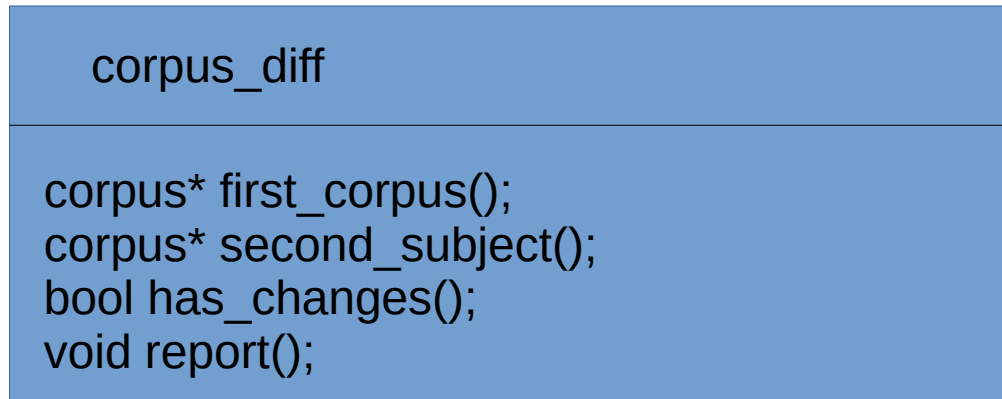 corpus_diff
corpus* first_corpus();
corpus* second_subject();
bool has_changes();
void report();